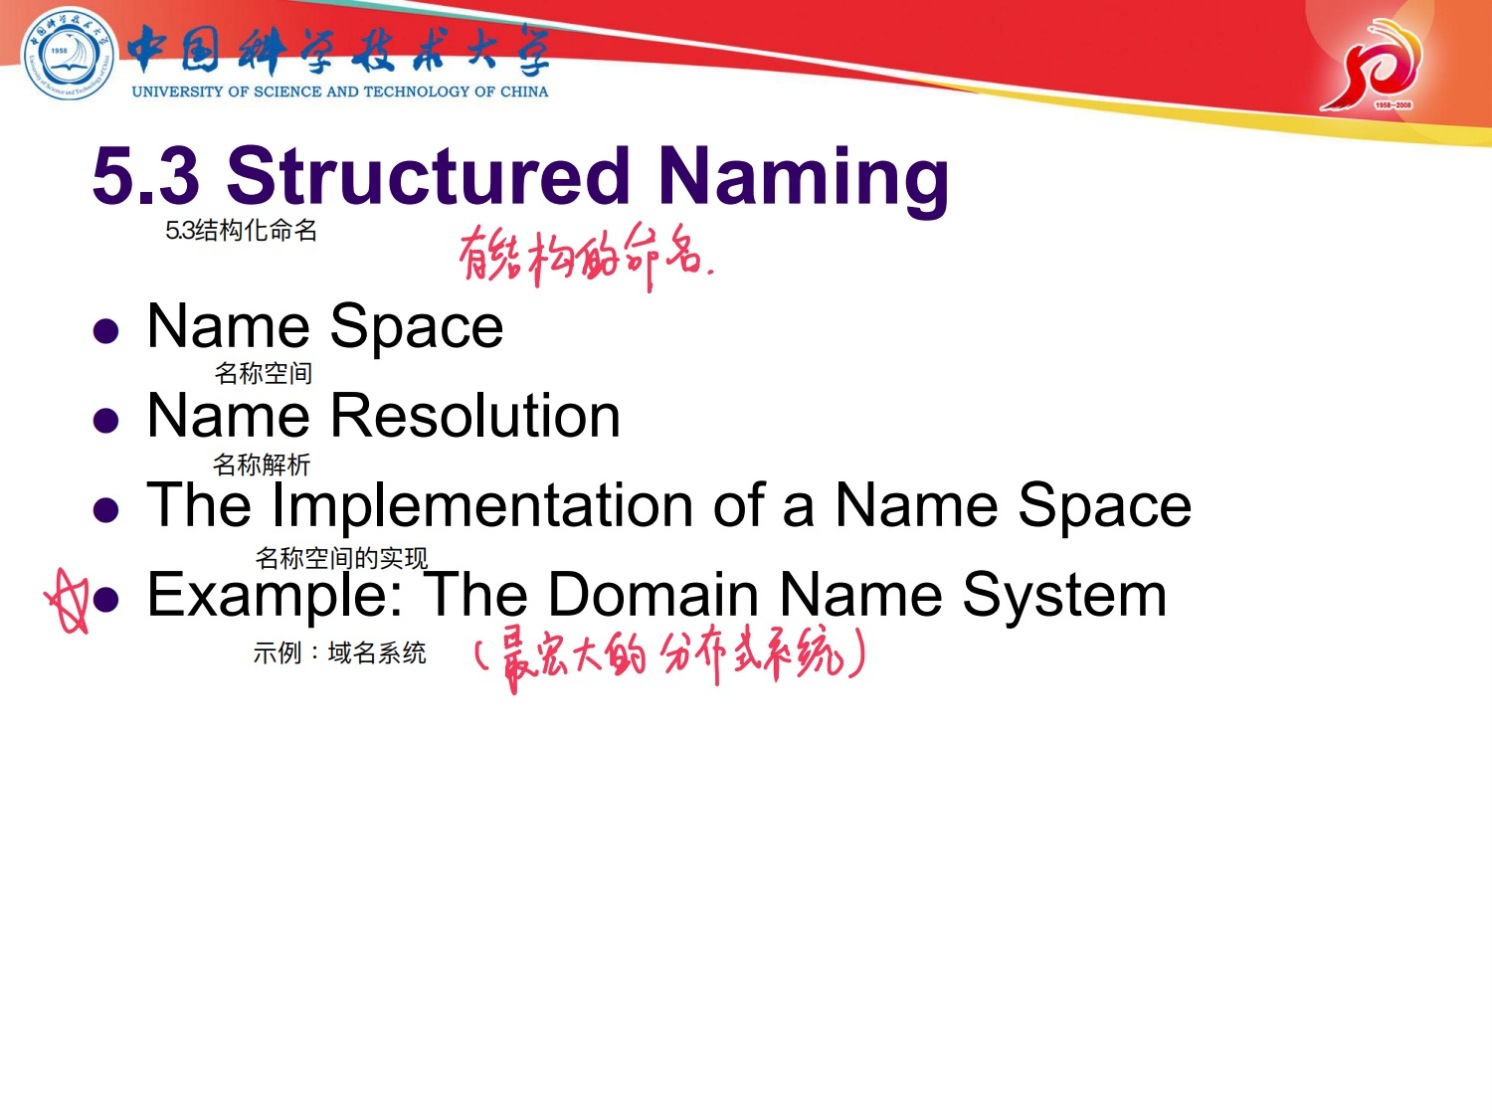 中国科学技术大学
UNIVERSITY OF SCIENCE AND TECHNOLOGY OF CHINA
1958
1958-2008
5.3 Structured Naming
5.3结构化命名
有结构的命名.
Name Space
名称空间
Name Resolution
名称解析
The Implementation of a Name Space
名称空间的实现
Example: The Domain Name System
示例：域名系统
（最宏大的分布式系统）